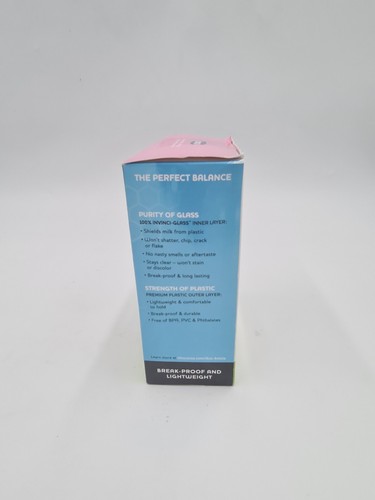 THE PERFECT BALANCE
PURITY OF GLASS
100% INVINCI-GLASS™ INNER LAYER:
• Shields milk from plastic
• Won't shatter, chip, crack
or flake
• No nasty smells or aftertaste
• Stays clear – won't stain
or discolor
• Break-proof & long lasting
STRENGTH OF PLASTIC
PREMIUM PLASTIC OUTER LAYER:
• Lightweight & comfortable
to hold
• Break-proof & durable
• Free of BPA, PVC & Phthalates
BREAK-PROOF AND
LIGHTWEIGHT